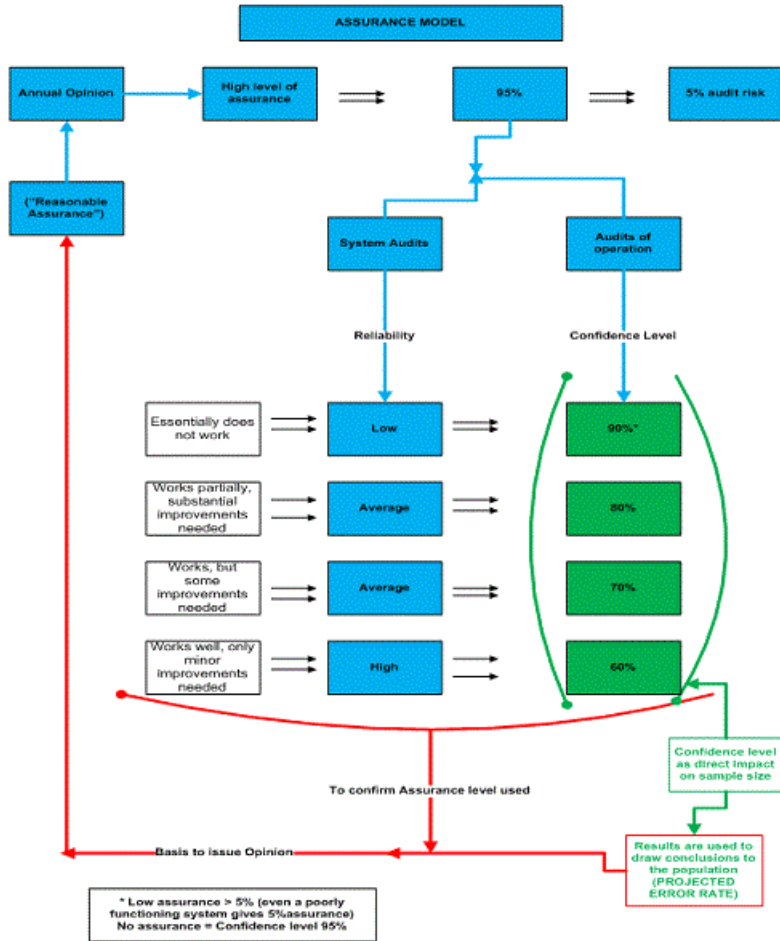 ASSURANCE MODEL
Annual Opinion
High level of
assurance
95%
5% audit risk
("Reasonable
Assurance")
System Audits
Audits of
operation
Reliability
Confidence Level
Essentially does
not work
Low
90%*
Works partially,
substantial
improvements
needed
Average
80%
Works, but
some
improvements
needed
Average
70%
Works well, only
minor
improvements
needed
High
60%
Confidence level
as direct impact
on sample size
To confirm Assurance level used
Basis to issue Opinion
Results are used to
draw conclusions to
the population
(PROJECTED
ERROR RATE)
* Low assurance > 5% (even a poorly
functioning system gives 5%assurance)
No assurance = Confidence level 95%